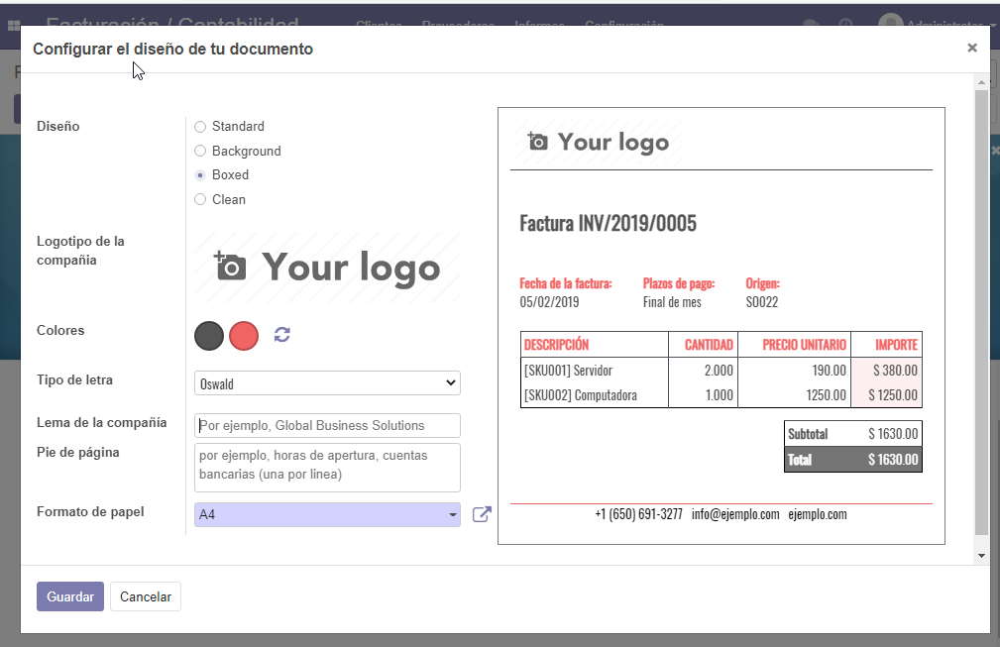 Facturación / Contabilidad
Clientes
Proveedores
Informes
Configuración
Administrator
Configurar el diseño de tu documento
×
Diseño
Standard
Background
Boxed
Clean
Logotipo de la
compañia
Your logo
Colores
Tipo de letra
Oswald
Lema de la compañía
Por ejemplo, Global Business Solutions
Pie de página
por ejemplo, horas de apertura, cuentas
bancarias (una por linea)
Formato de papel
A4
Your logo
Factura INV/2019/0005
Fecha de la factura: Plazos de pago: Origen:
05/02/2019 Final de mes SO022
DESCRIPCIÓN CANTIDAD PRECIO UNITARIO IMPORTE
[SKU001] Servidor 2.000 190.00 $ 380.00
[SKU002] Computadora 1.000 1250.00 $ 1250.00
Subtotal $ 1630.00
Total $ 1630.00
+1 (650) 691-3277 info@ejemplo.com ejemplo.com
Guardar
Cancelar